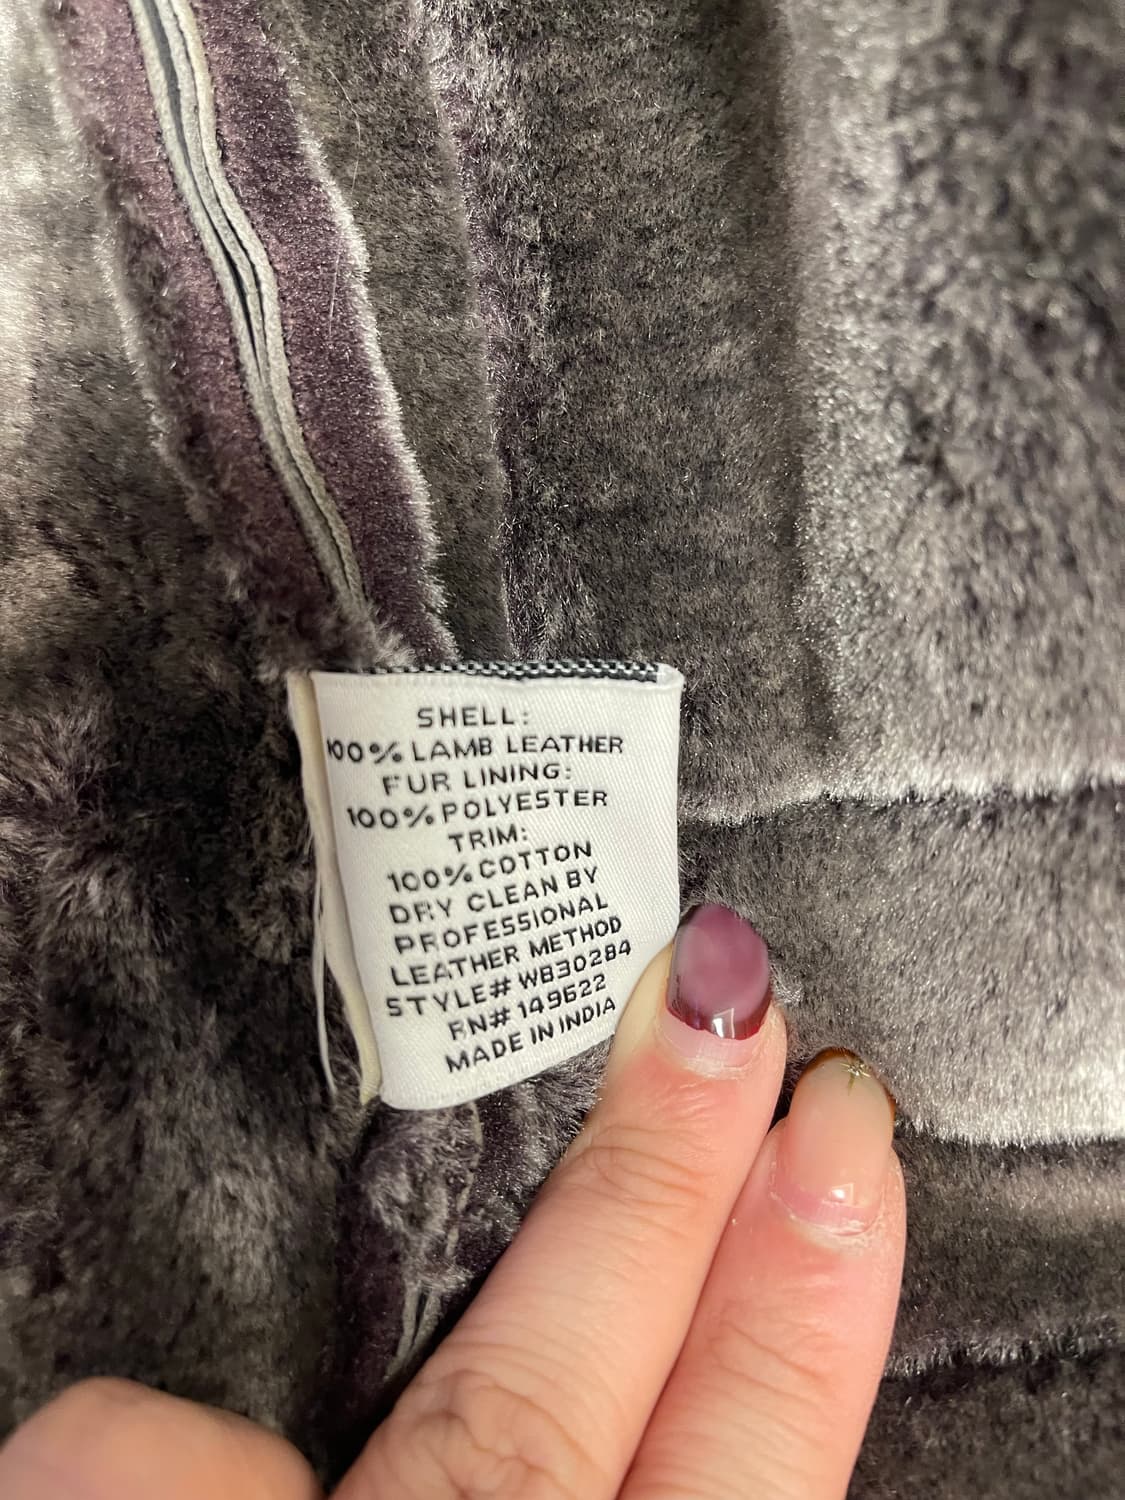 SHELL:
100% LAMB LEATHER
FUR LINING:
100% POLYESTER
TRIM:
100% COTTON
DRY CLEAN BY
PROFESSIONAL
LEATHER METHOD
STYLE# WB30284
RN# 149622
MADE IN INDIA